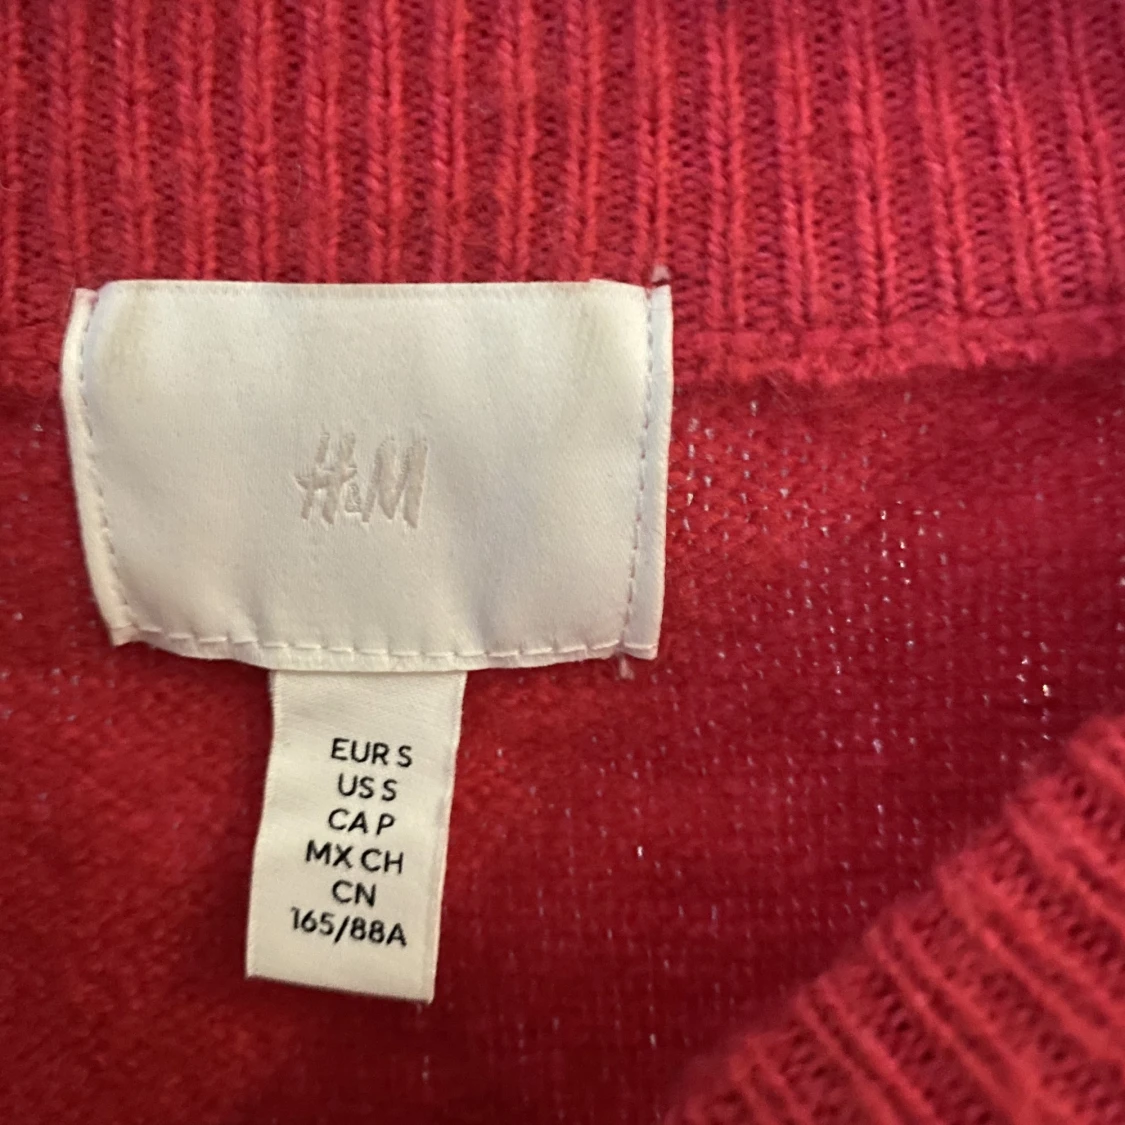 H&M
EUR S
US S
CA P
MX CH
CN
165/88A